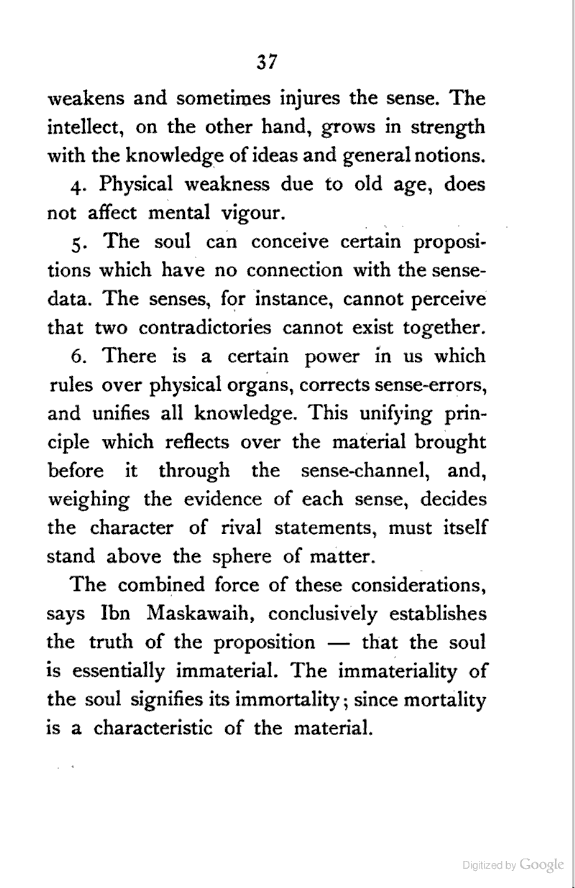 37
weakens and sometimes injures the sense. The
intellect, on the other hand, grows in strength
with the knowledge of ideas and general notions.
4. Physical weakness due to old age, does
not affect mental vigour.
5. The soul can conceive certain proposi-
tions which have no connection with the sense-
data. The senses, for instance, cannot perceive
that two contradictories cannot exist together.
6. There is a certain power in us which
rules over physical organs, corrects sense-errors,
and unifies all knowledge. This unifying prin-
ciple which reflects over the material brought
before it through the sense-channel, and,
weighing the evidence of each sense, decides
the character of rival statements, must itself
stand above the sphere of matter.
The combined force of these considerations,
says Ibn Maskawaih, conclusively establishes
the truth of the proposition — that the soul
is essentially immaterial. The immateriality of
the soul signifies its immortality; since mortality
is a characteristic of the material.
Digitized by Google